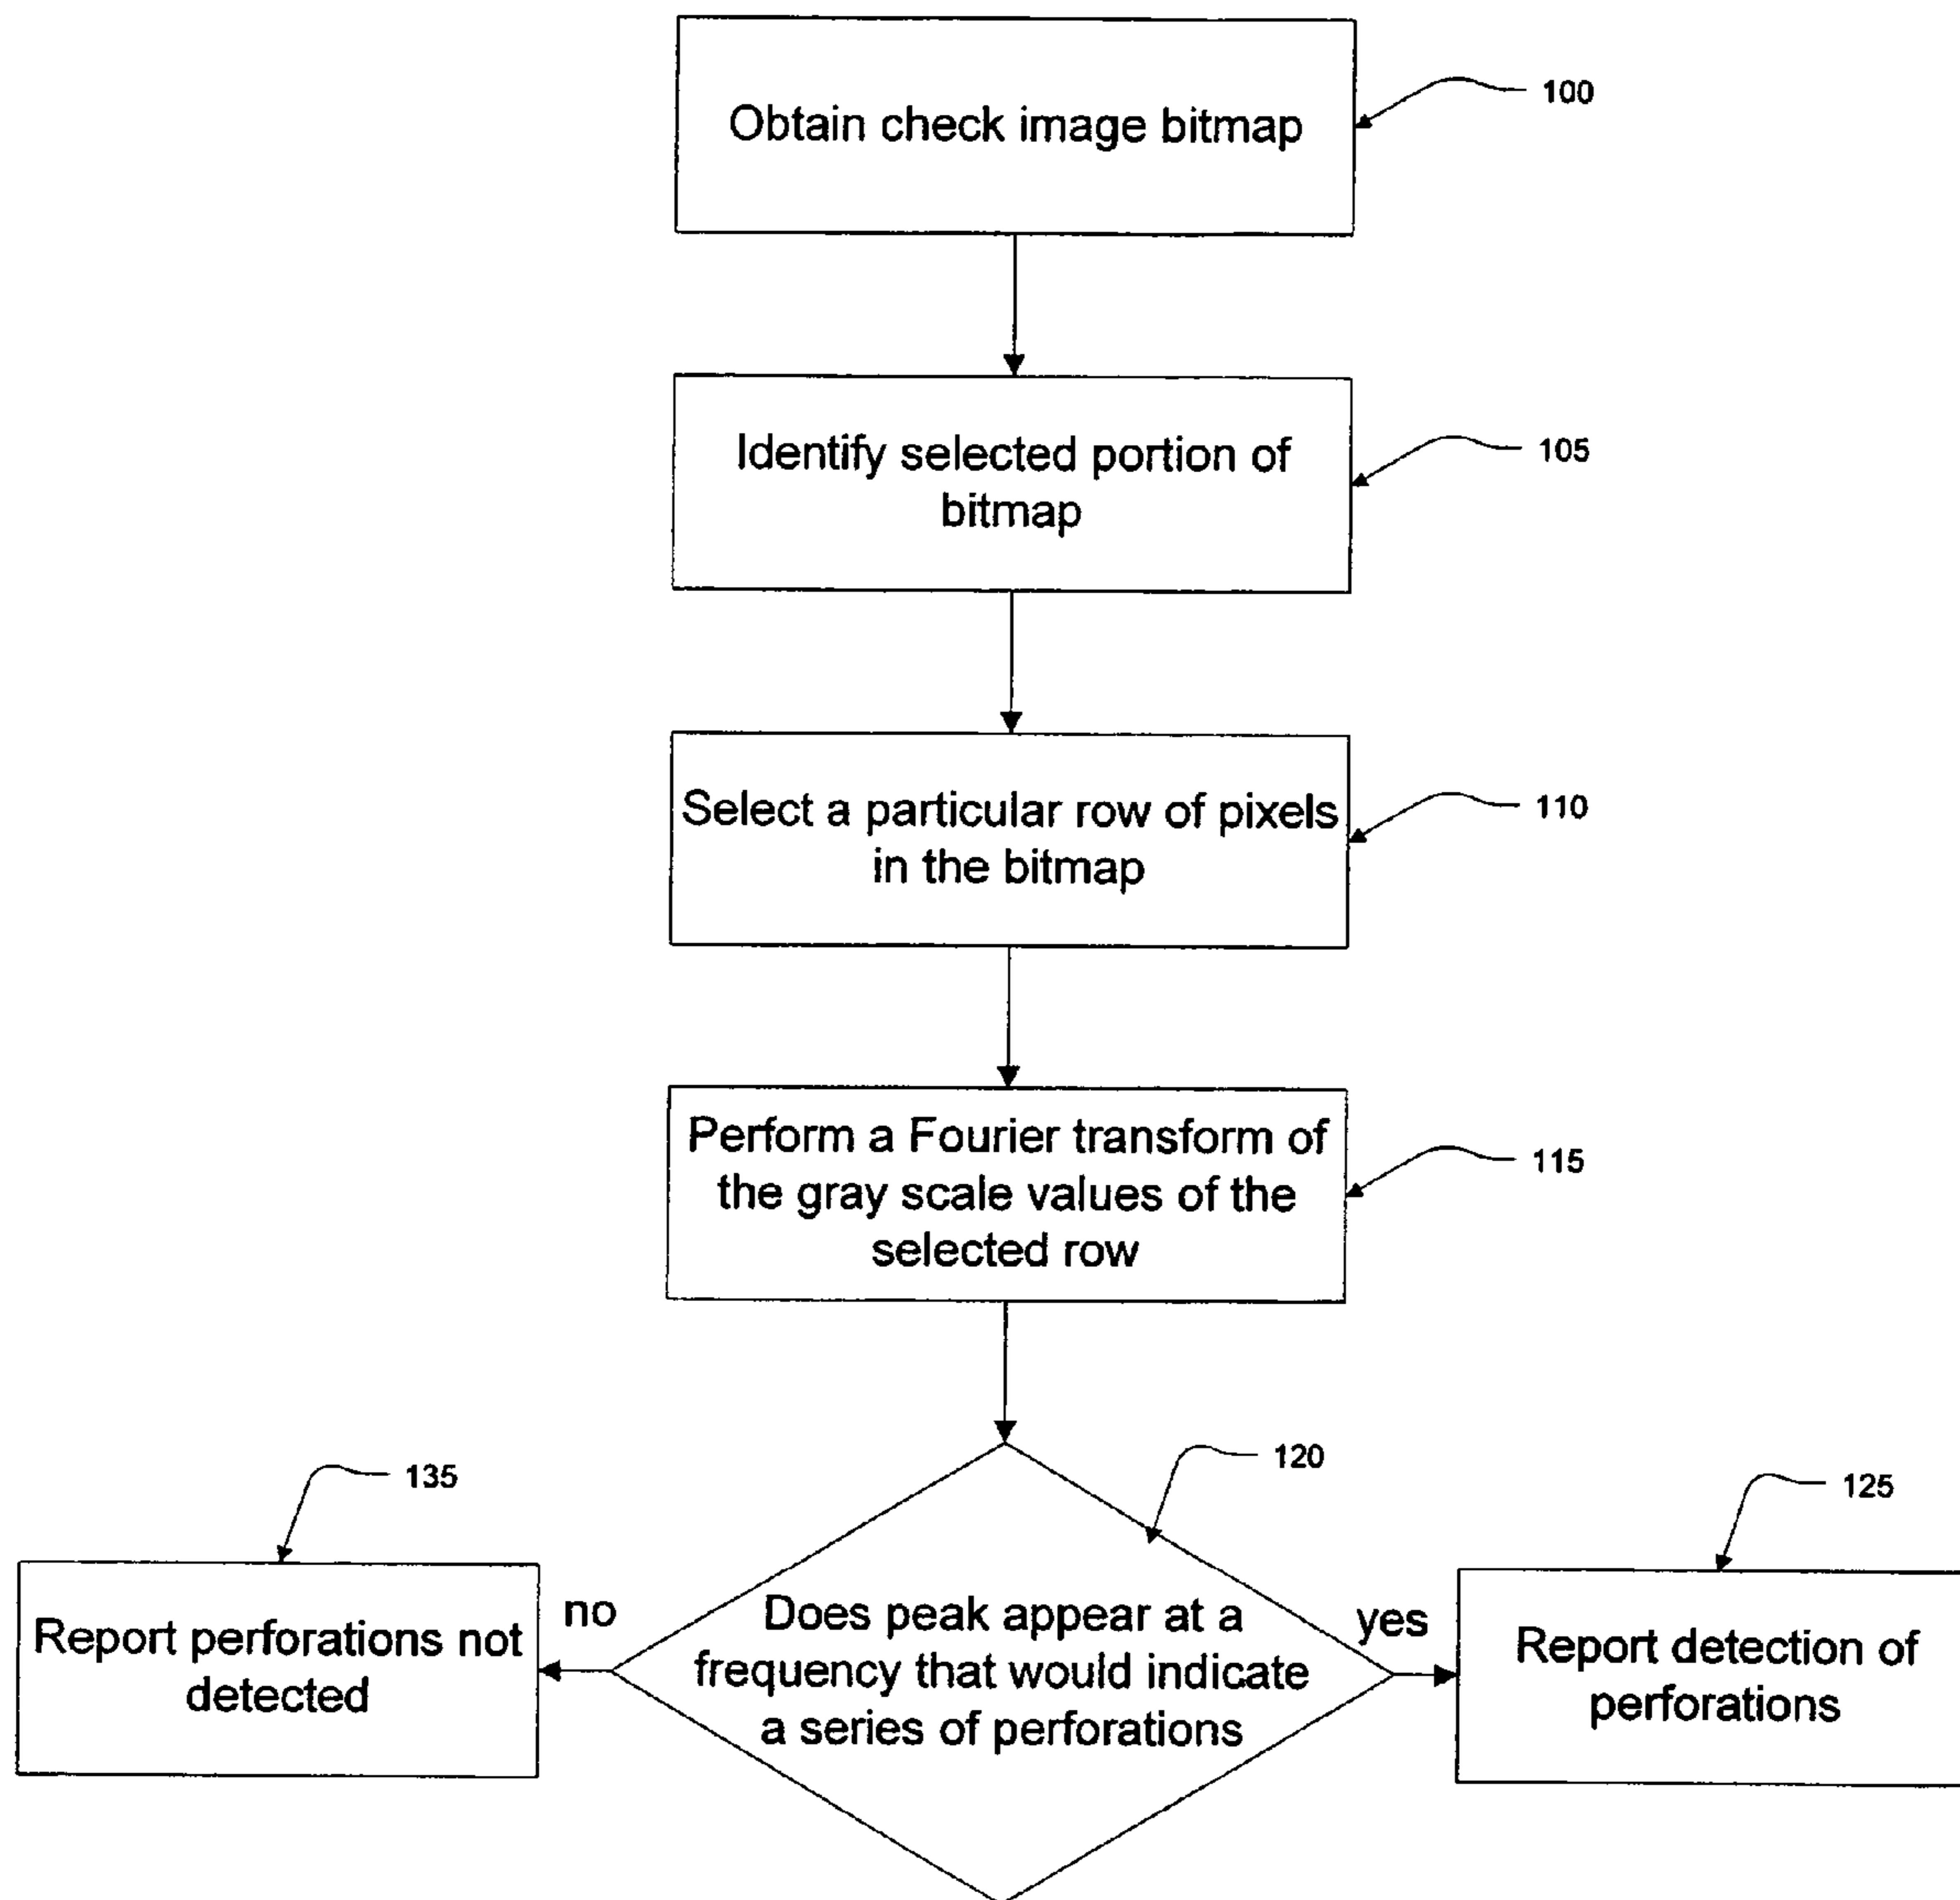 Obtain check image bitmap
100
Identify selected portion of
bitmap
105
Select a particular row of pixels
in the bitmap
110
Perform a Fourier transform of
the gray scale values of the
selected row
115
120
Does peak appear at a
frequency that would indicate
a series of perforations
no
135
Report perforations not
detected
yes
125
Report detection of
perforations